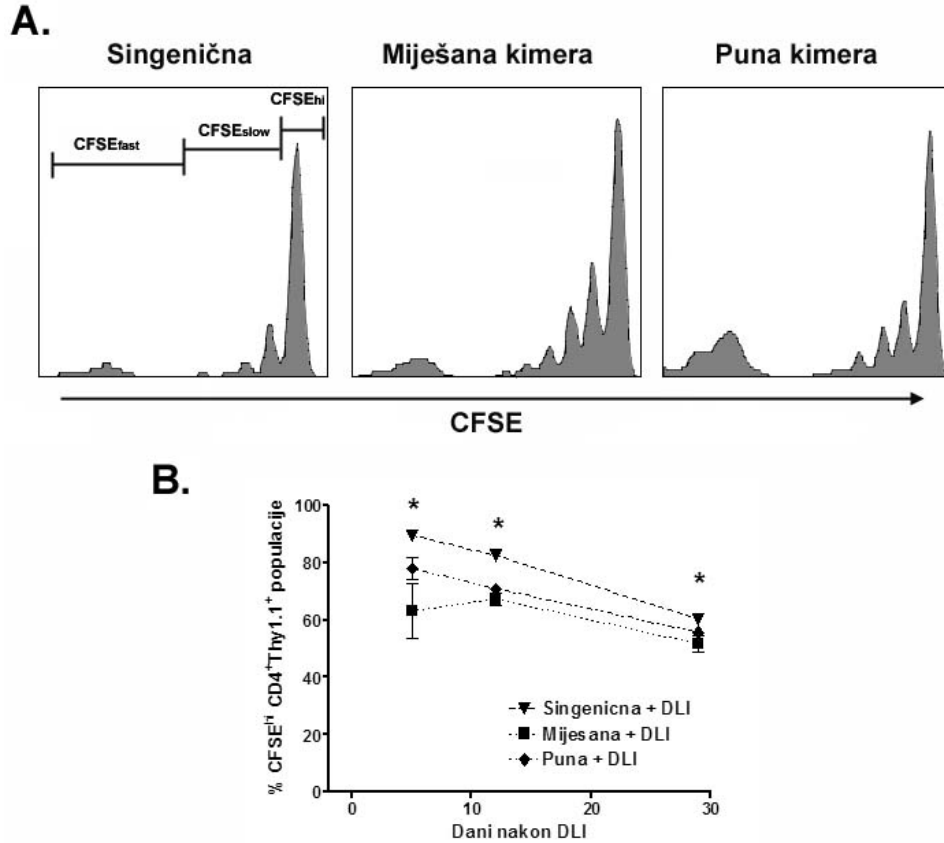 A.
Singenična
Miješana kimera
Puna kimera
CFSEhi
CFSEslow
CFSEfast
CFSE
B.
% CFSEhi CD4+Thy1.1+ populacije
100
80
60
40
20
0
* * *
Singenicna + DLI
Mijesana + DLI
Puna + DLI
0 10 20 30
Dani nakon DLI